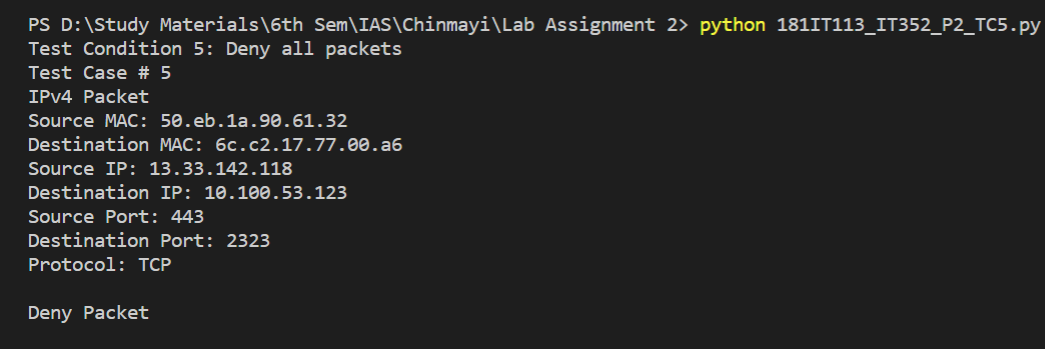 PS D:\Study Materials\6th Sem\IAS\Chinmayi\Lab Assignment 2> python 181IT113_IT352_P2_TC5.py
Test Condition 5: Deny all packets
Test Case # 5
IPv4 Packet
Source MAC: 50.eb.1a.90.61.32
Destination MAC: 6c.c2.17.77.00.a6
Source IP: 13.33.142.118
Destination IP: 10.100.53.123
Source Port: 443
Destination Port: 2323
Protocol: TCP
Deny Packet